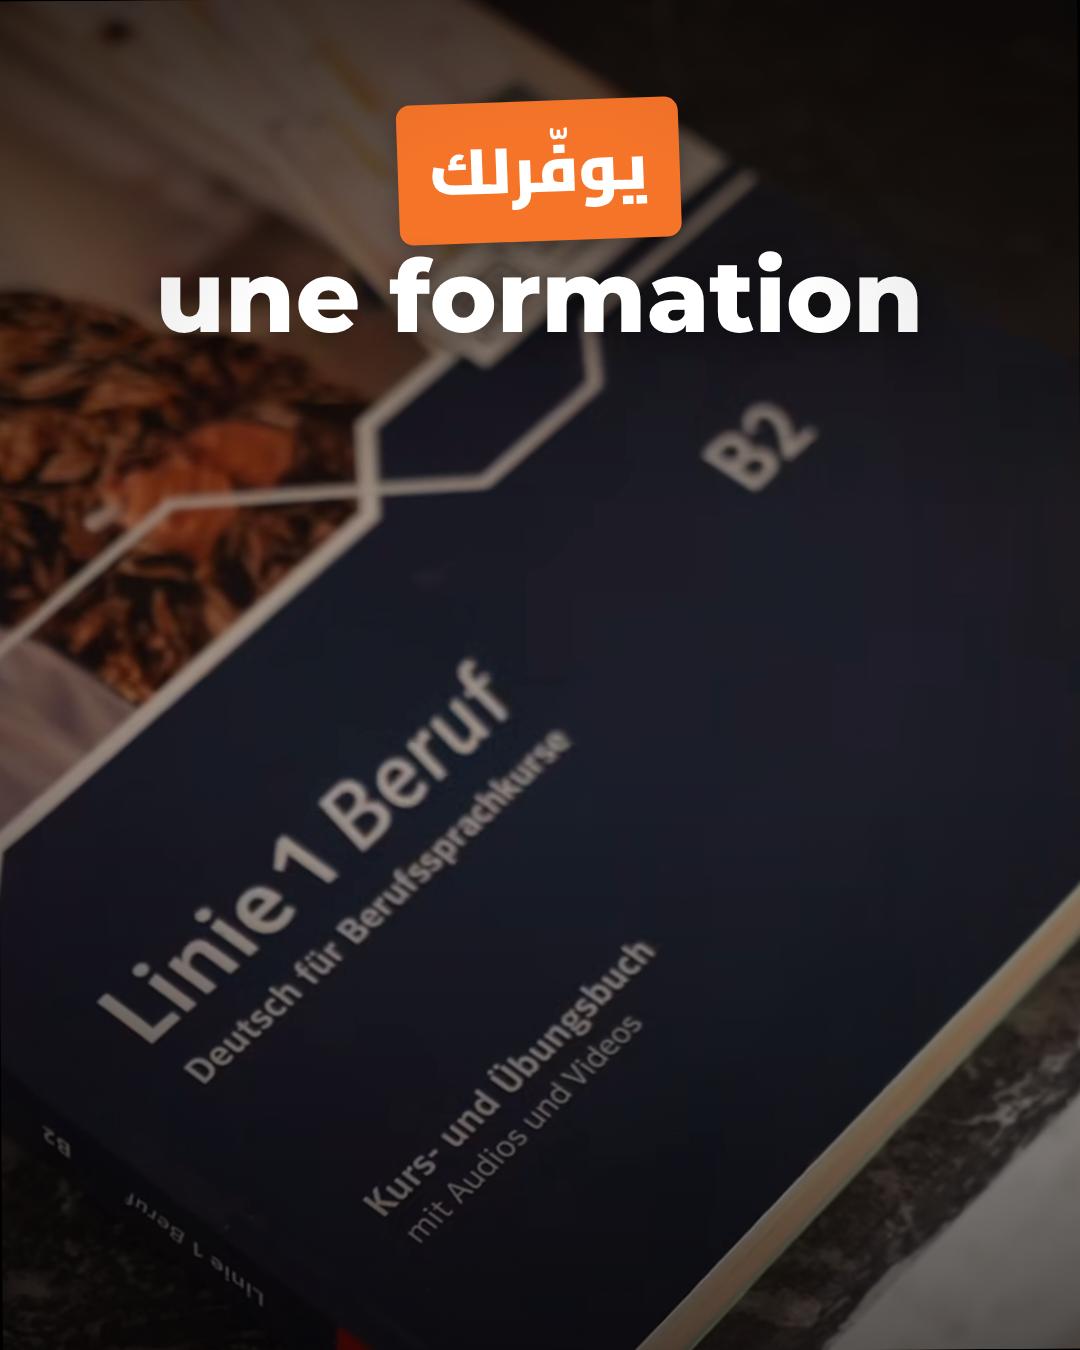 يوفّرلك
une formation
B2
Linie 1 Beruf
Deutsch für Berufssprachkurse
Kurs- und Übungsbuch
mit Audios und Videos
B2
Linie 1 Beruf